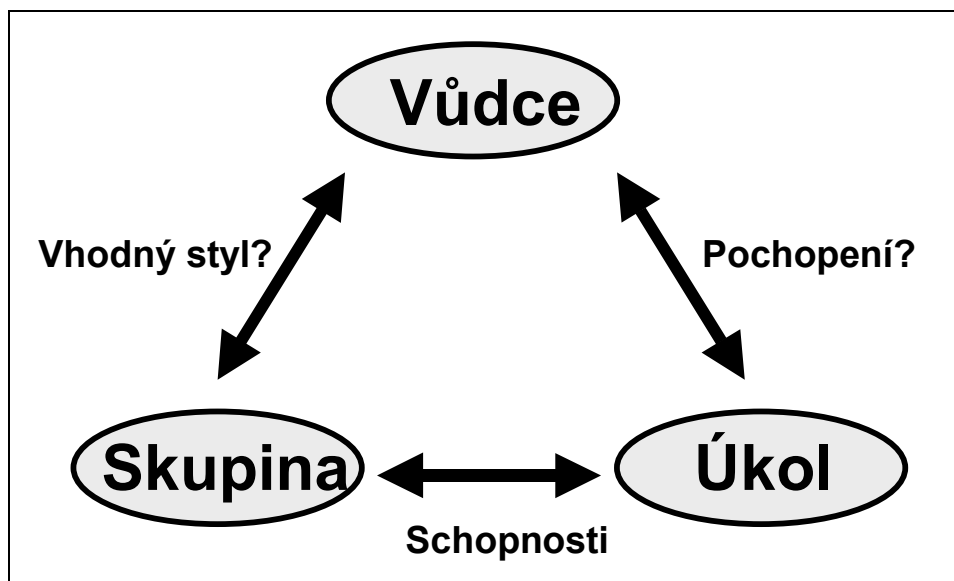 Vůdce
Vhodný styl?
Pochopení?
Skupina
Úkol
Schopnosti